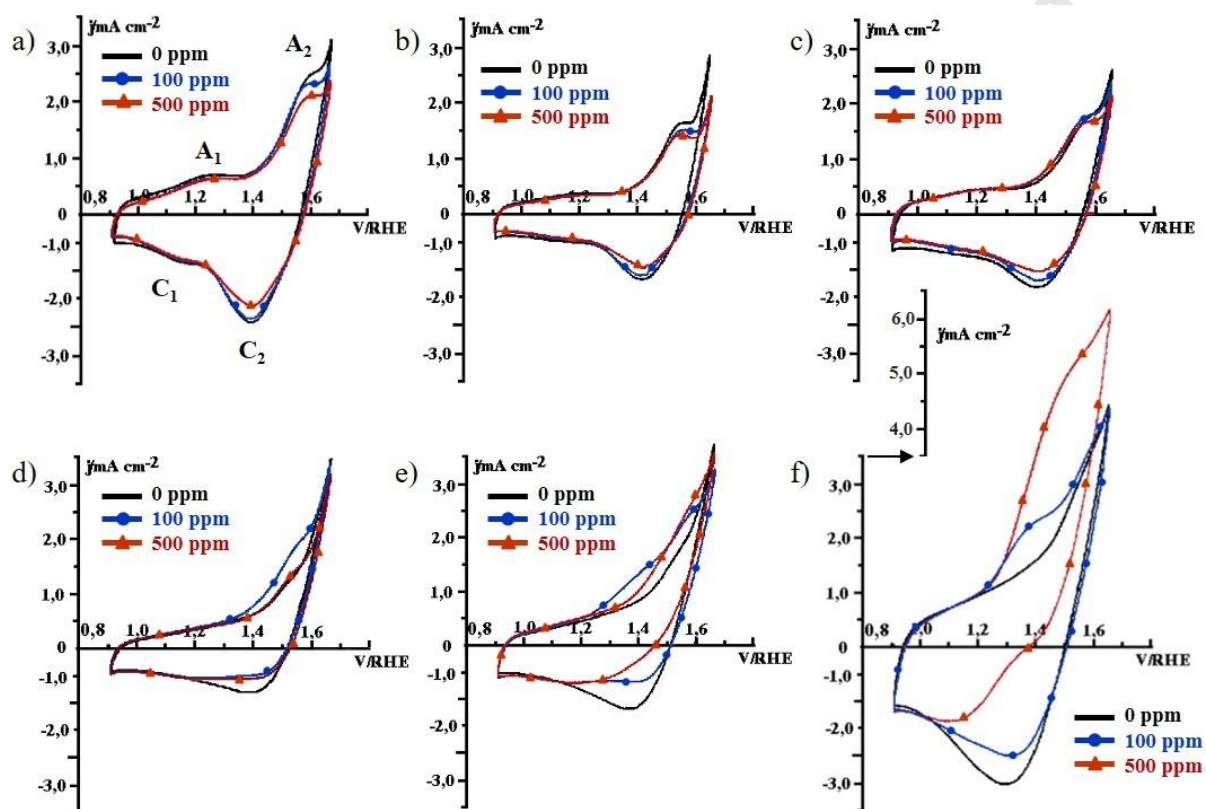 a)
j/mA cm-2
0 ppm
100 ppm
500 ppm
A2
A1
C1
C2
3,0
2,0
1,0
0
-1,0
-2,0
-3,0
0,8
1,0
1,2
1,4
1,6
V/RHE
b)
j/mA cm-2
0 ppm
100 ppm
500 ppm
3,0
2,0
1,0
0
-1,0
-2,0
-3,0
0,8
1,0
1,2
1,4
1,6
V/RHE
c)
j/mA cm-2
0 ppm
100 ppm
500 ppm
3,0
2,0
1,0
0
-1,0
-2,0
-3,0
0,8
1,0
1,2
1,4
1,6
V/RHE
d)
j/mA cm-2
0 ppm
100 ppm
500 ppm
3,0
2,0
1,0
0
-1,0
-2,0
-3,0
0,8
1,0
1,2
1,4
1,6
V/RHE
e)
j/mA cm-2
0 ppm
100 ppm
500 ppm
3,0
2,0
1,0
0
-1,0
-2,0
-3,0
0,8
1,0
1,2
1,4
1,6
V/RHE
f)
6,0
j/mA cm-2
5,0
4,0
3,0
2,0
1,0
0
-1,0
-2,0
-3,0
0,8
1,0
1,2
1,4
1,6
V/RHE
0 ppm
100 ppm
500 ppm